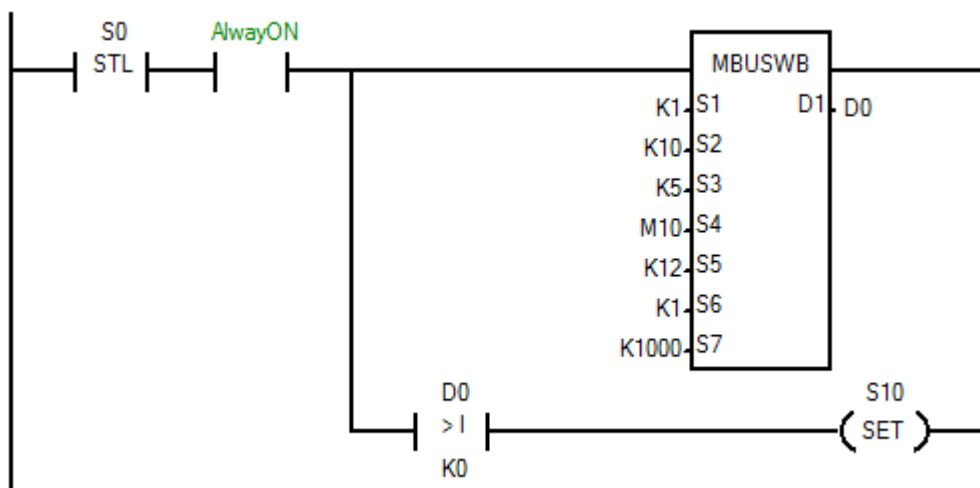 S0 AlwayON
STL MBUSWB
K1 S1 D1 D0
K10 S2
K5 S3
M10 S4
K12 S5
K1 S6
K1000 S7
D0 S10
> I SET
K0